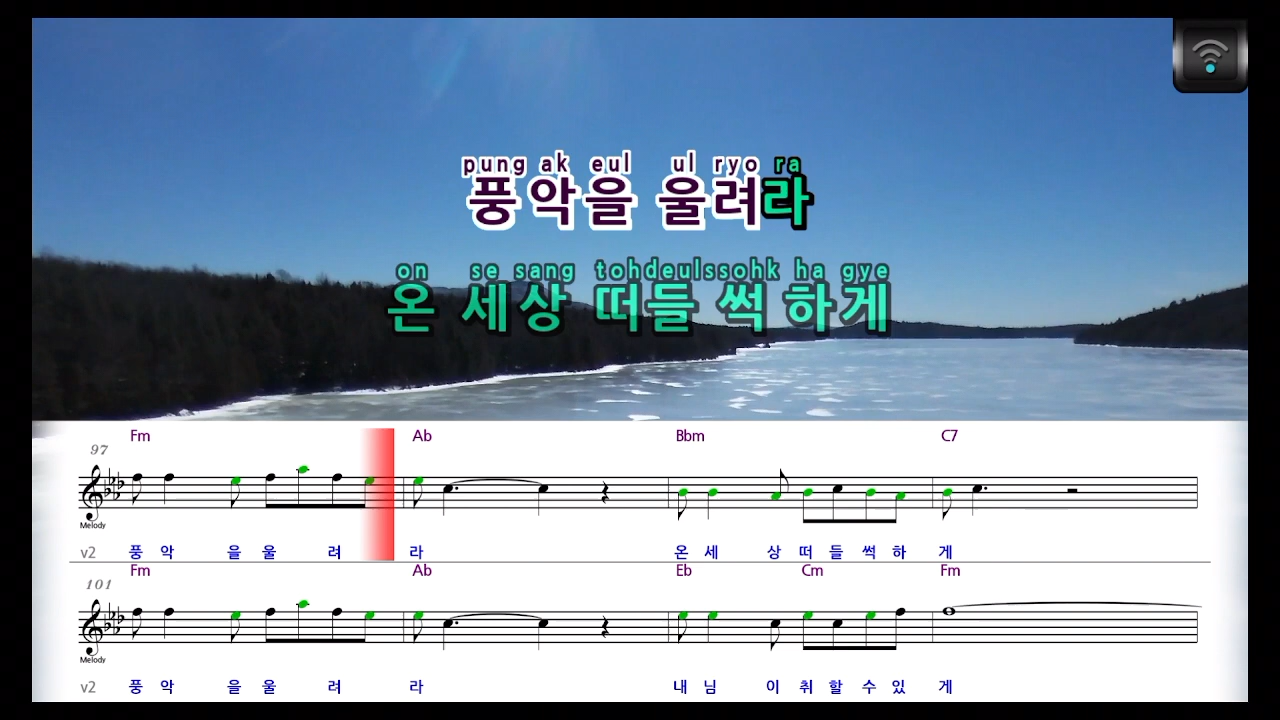 pung ak eul ul ryo ra
풍악을 울려라
on se sang tohdeulssohk ha gye
온 세상 떠들 썩 하게
Fm Ab Bbm C7
97
Melody
v2 풍 악 을 울 려 라 온 세 상 떠 들 썩 하 게
Fm Ab Eb Cm Fm
101
Melody
v2 풍 악 을 울 려 라 내 님 이 취 할 수 있 게